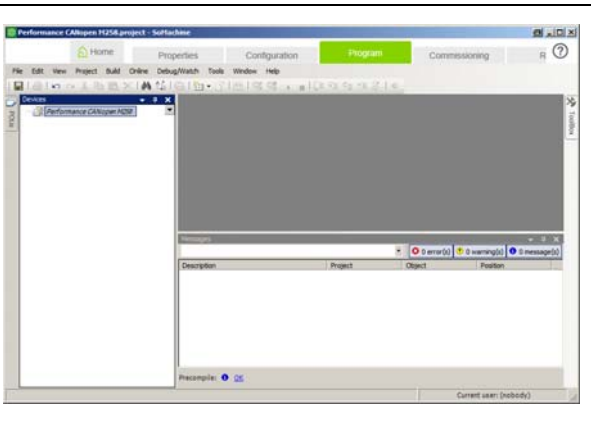 Performance CANopen M258.project - SoMachine
Home Properties Configuration Program Commissioning R
File Edit View Project Build Online Debug/Watch Tools Window Help
Devices
POUs
Performance CANopen M258
ToolBox
Messages
0 error(s) 0 warning(s) 0 message(s)
Description Project Object Position
Precompile: OK
Current user: (nobody)